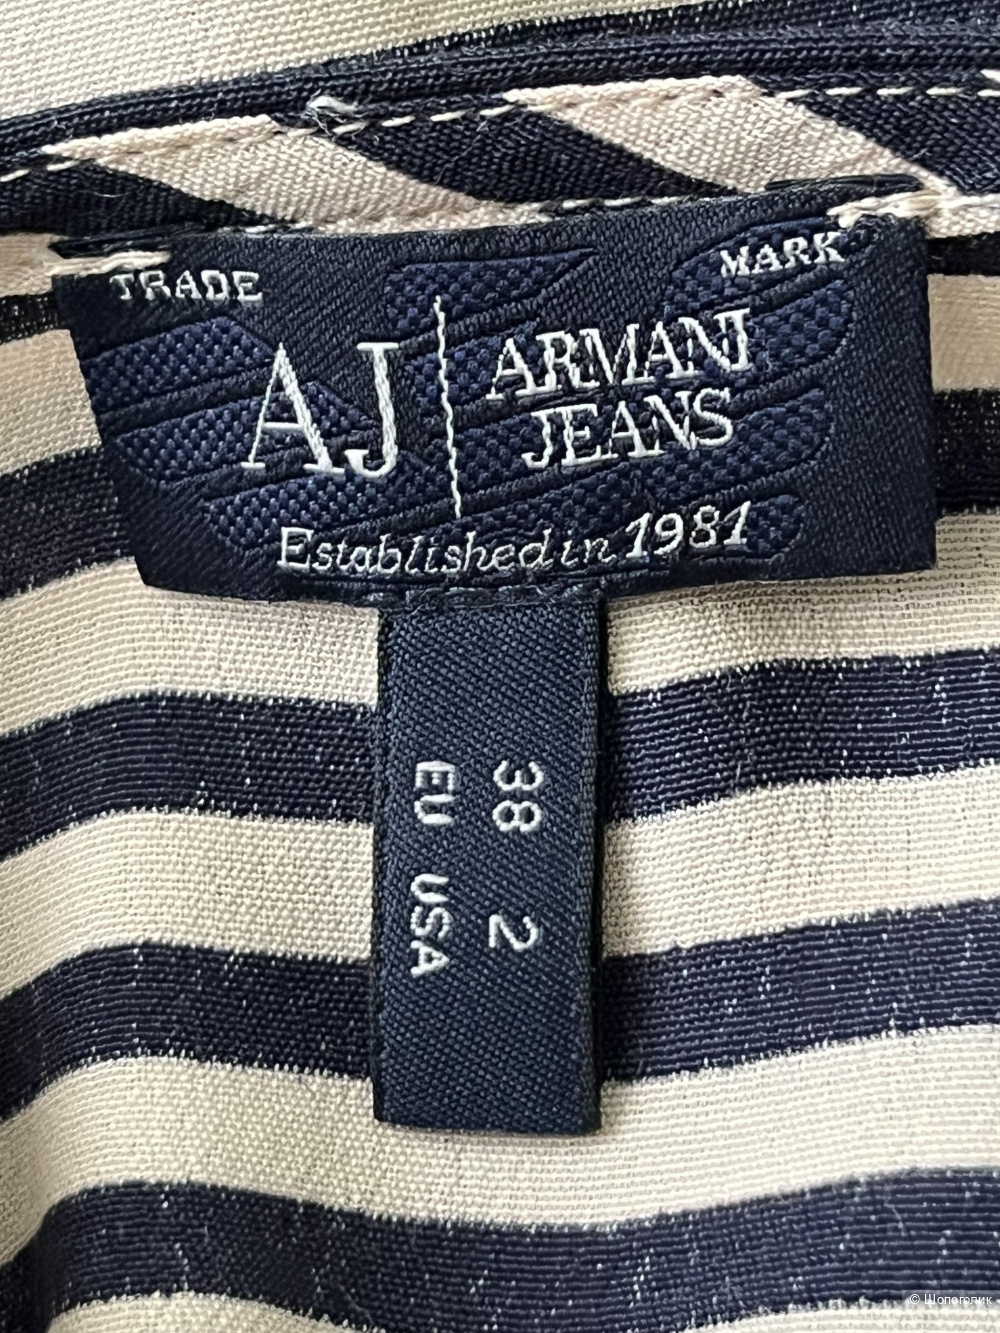 TRADE MARK
AJ ARMANI
JEANS
Established in 1981
38 2
EU USA
© Шопоголик